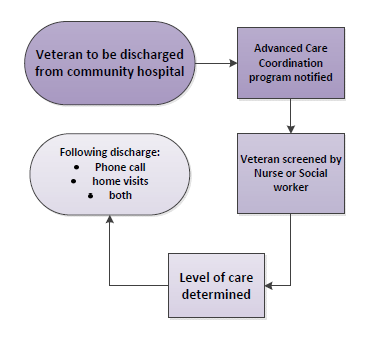 Veteran to be discharged
from community hospital
Advanced Care
Coordination
program notified
Veteran screened by
Nurse or Social
worker
Level of care
determined
Following discharge:
• Phone call
• home visits
• both